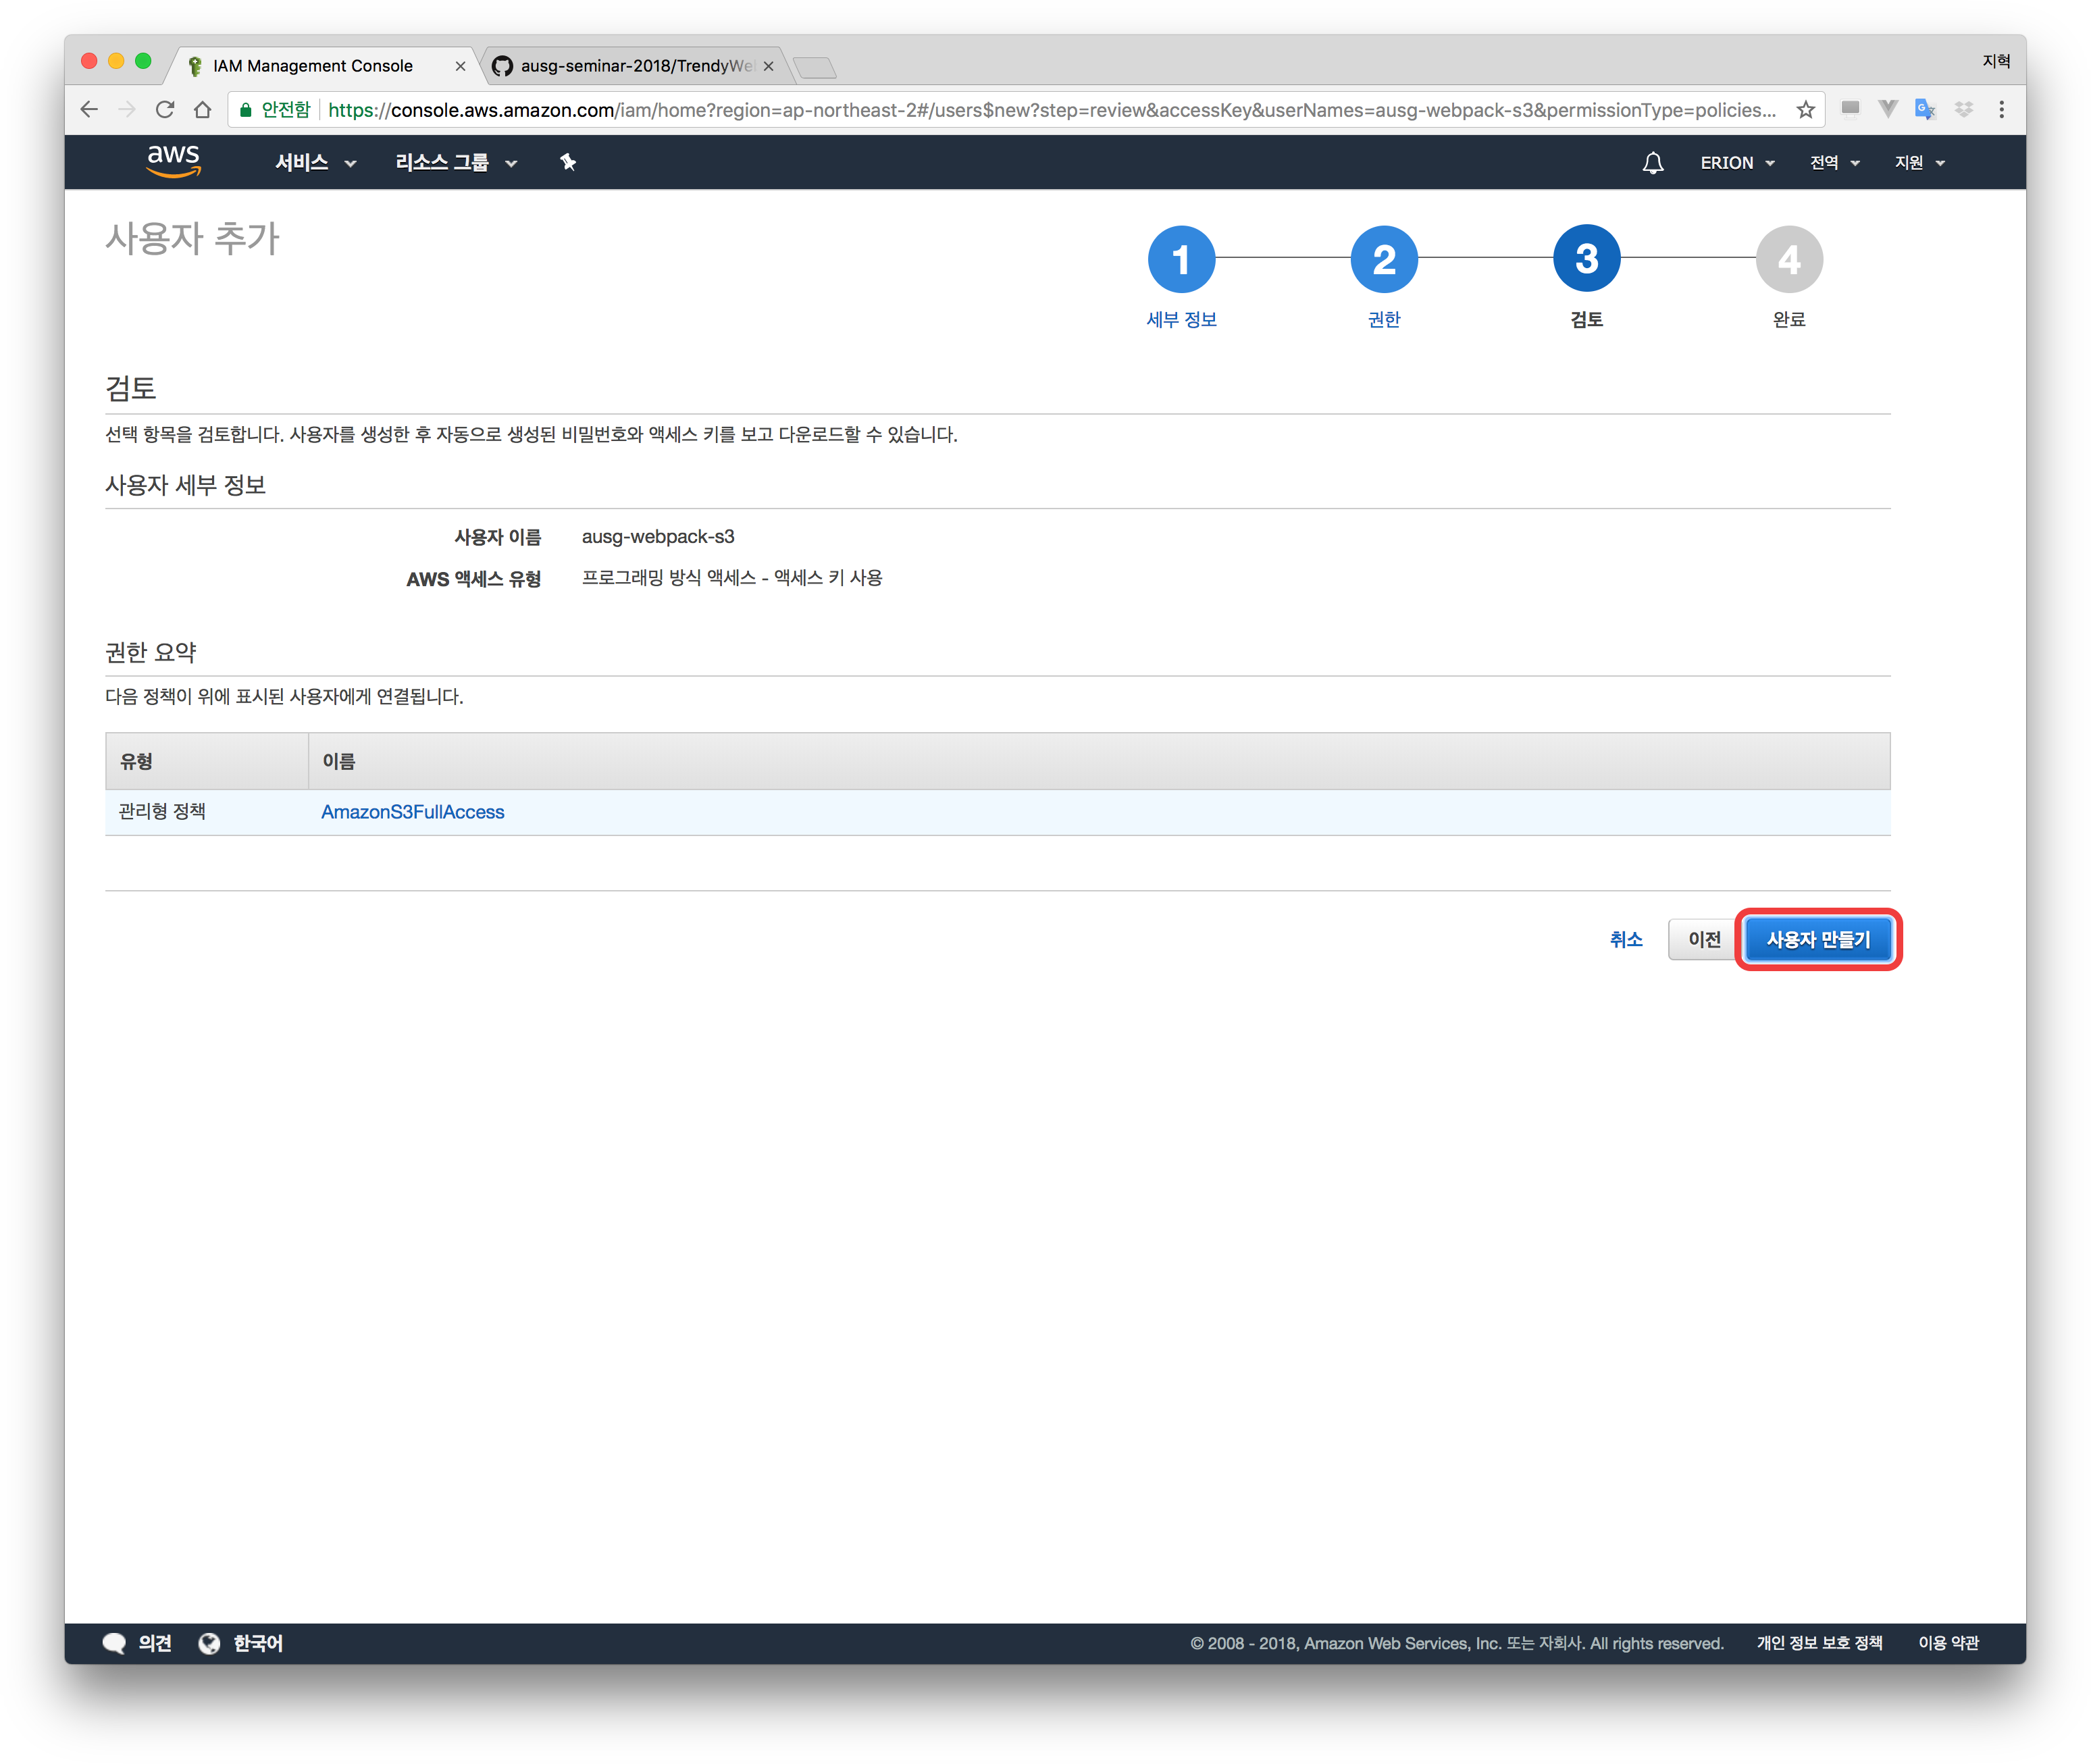 IAM Management Console
ausg-seminar-2018/TrendyWe
지혁
안전함
https://console.aws.amazon.com/iam/home?region=ap-northeast-2#/users$new?step=review&accessKey&userNames=ausg-webpack-s3&permissionType=policies...
aws
서비스
리소스 그룹
ERION
전역
지원
사용자 추가
1
2
3
4
세부 정보
권한
검토
완료
검토
선택 항목을 검토합니다. 사용자를 생성한 후 자동으로 생성된 비밀번호와 액세스 키를 보고 다운로드할 수 있습니다.
사용자 세부 정보
사용자 이름 ausg-webpack-s3
AWS 액세스 유형 프로그래밍 방식 액세스 - 액세스 키 사용
권한 요약
다음 정책이 위에 표시된 사용자에게 연결됩니다.
유형 이름
관리형 정책 AmazonS3FullAccess
취소
이전
사용자 만들기
의견
한국어
© 2008 - 2018, Amazon Web Services, Inc. 또는 자회사. All rights reserved.
개인 정보 보호 정책
이용 약관